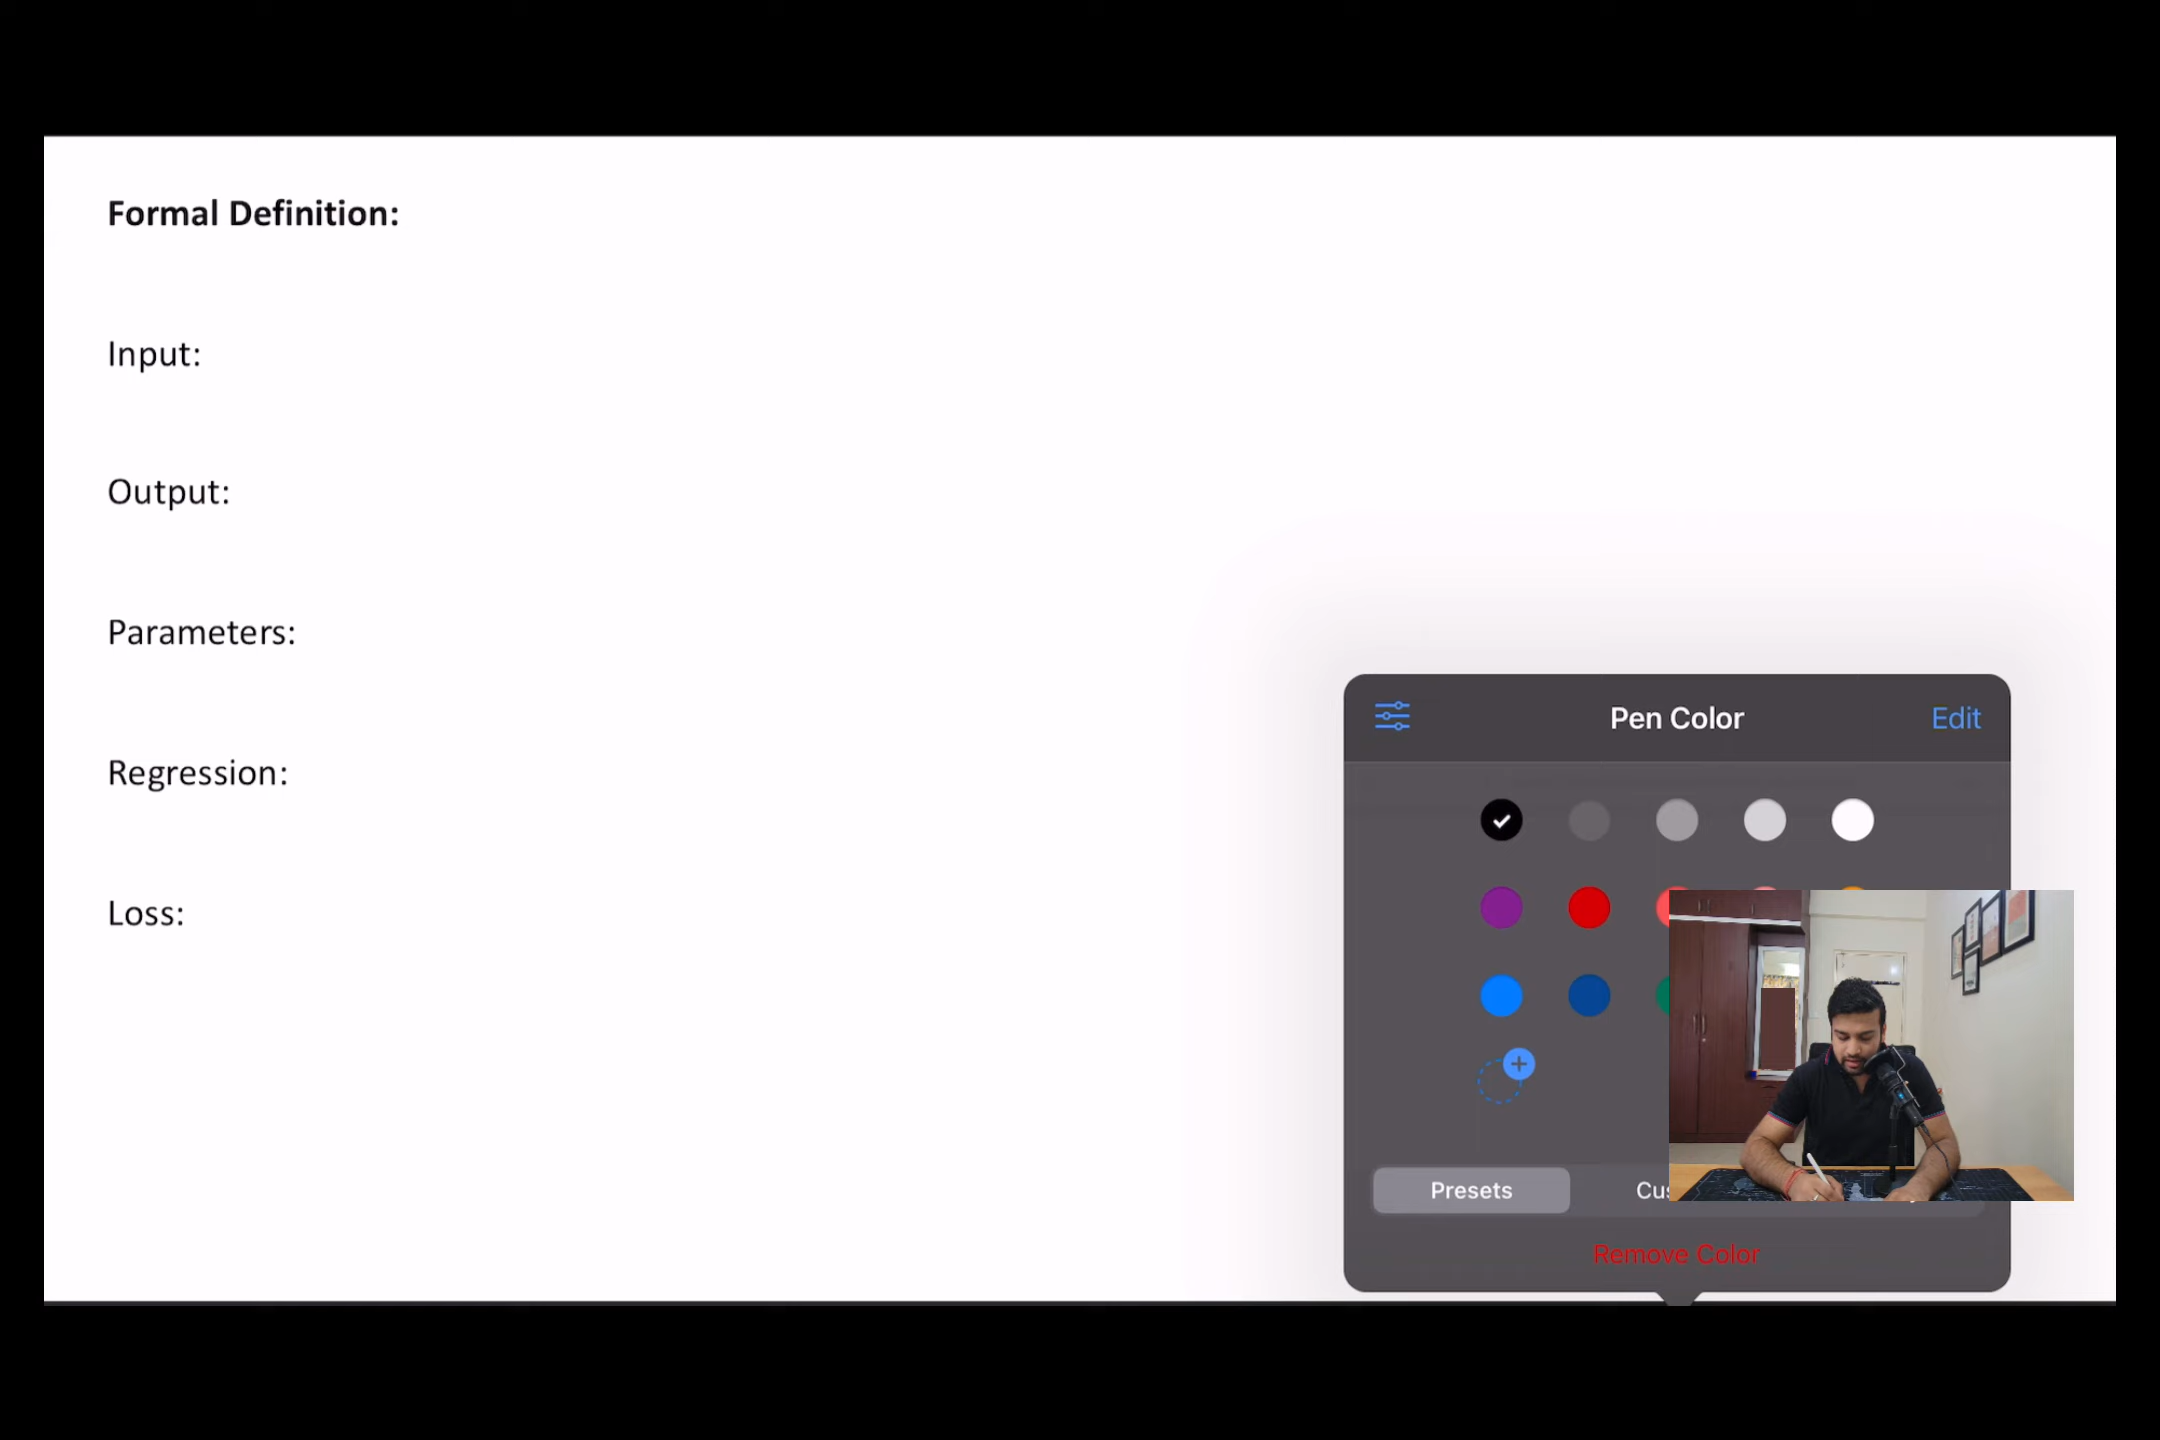 Formal Definition:
Input:
Output:
Parameters:
Regression:
Loss:
Pen Color
Edit
Presets
Remove Color